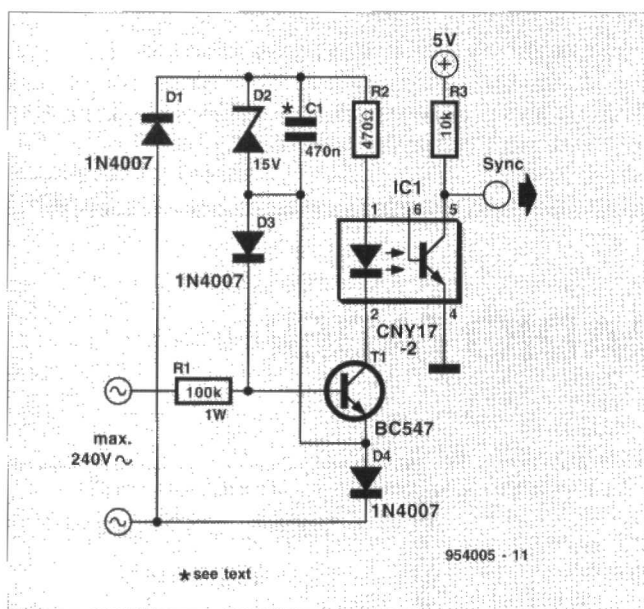 5V
D1
D2
C1
*
R2
R3
470Ω
10k
470n
15V
1N4007
Sync
IC1
1
6
5
D3
1N4007
2
4
CNY17
-2
T1
R1
100k
1W
BC547
max.
240V ~
D4
1N4007
* see text
954005 - 11